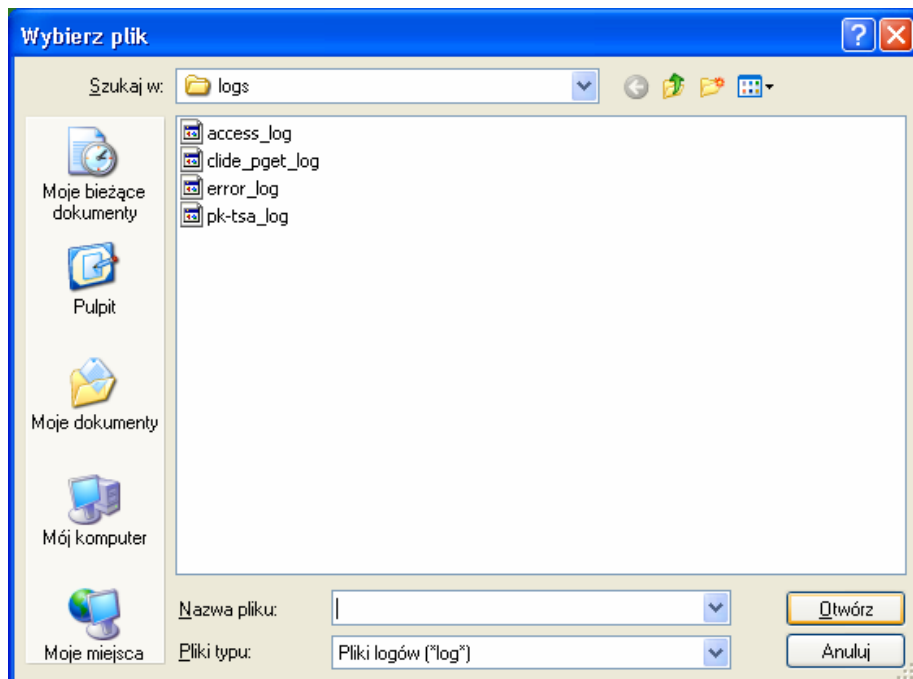 Wybierz plik
Szukaj w:
logs
access_log
clide_pget_log
error_log
pk-tsa_log
Moje bieżące
dokumenty
Pulpit
Moje dokumenty
Mój komputer
Moje miejsca
Nazwa pliku:
Otwórz
Pliki typu:
Pliki logów (*log*)
Anuluj